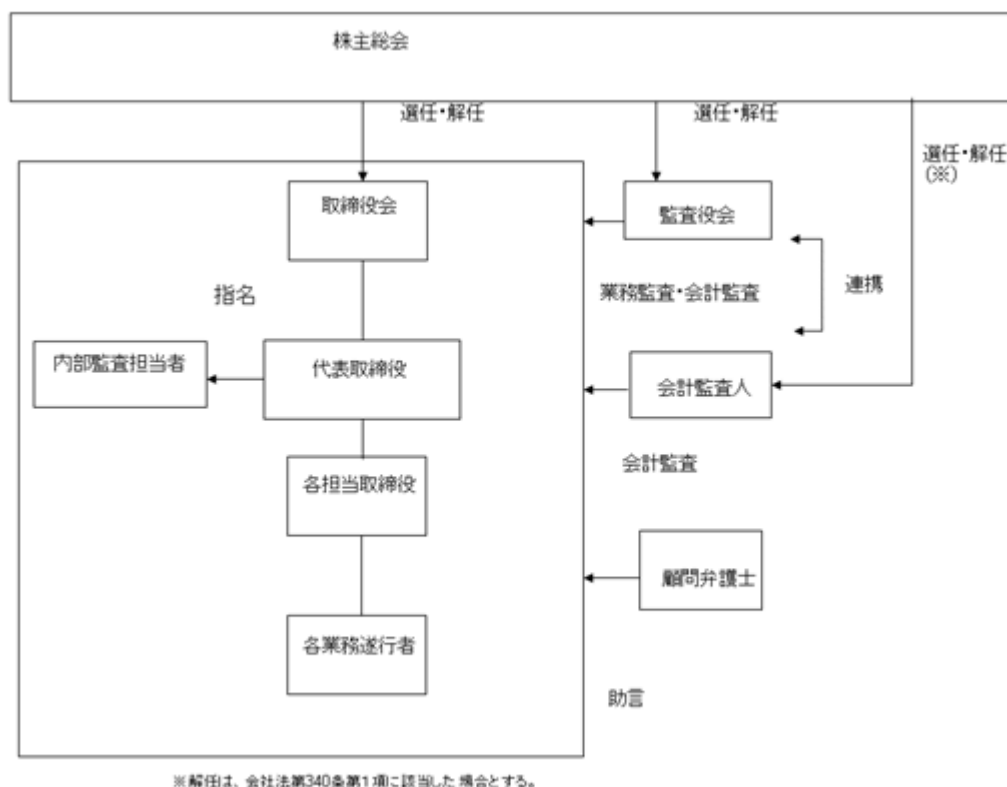 株主総会
選任・解任
選任・解任
選任・解任
(※)
取締役会
監査役会
指名
業務監査・会計監査
連携
内部監査担当者
代表取締役
会計監査人
会計監査
各担当取締役
顧問弁護士
各業務遂行者
助言
※解任は、会社法第340条第1項に該当した場合とする。